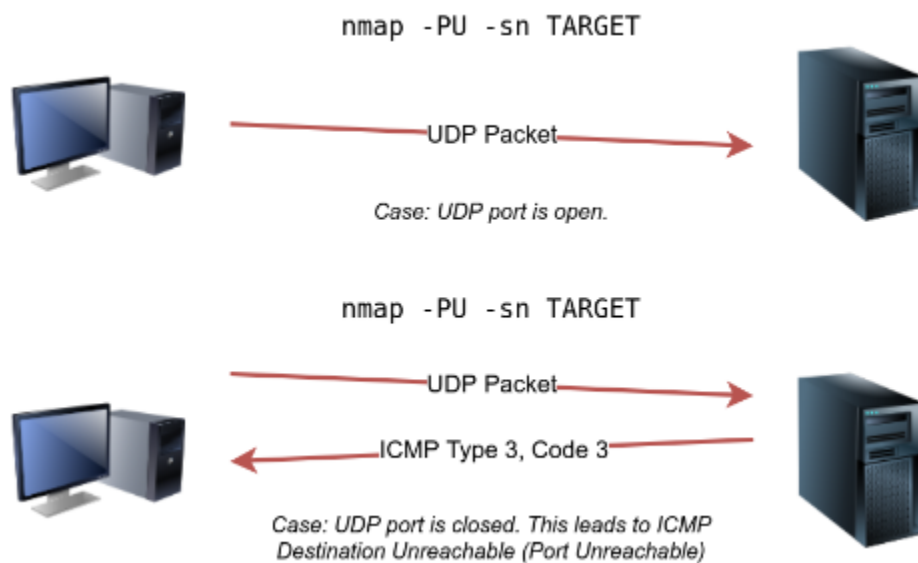 nmap -PU -sn TARGET
UDP Packet
Case: UDP port is open.
nmap -PU -sn TARGET
UDP Packet
ICMP Type 3, Code 3
Case: UDP port is closed. This leads to ICMP
Destination Unreachable (Port Unreachable)